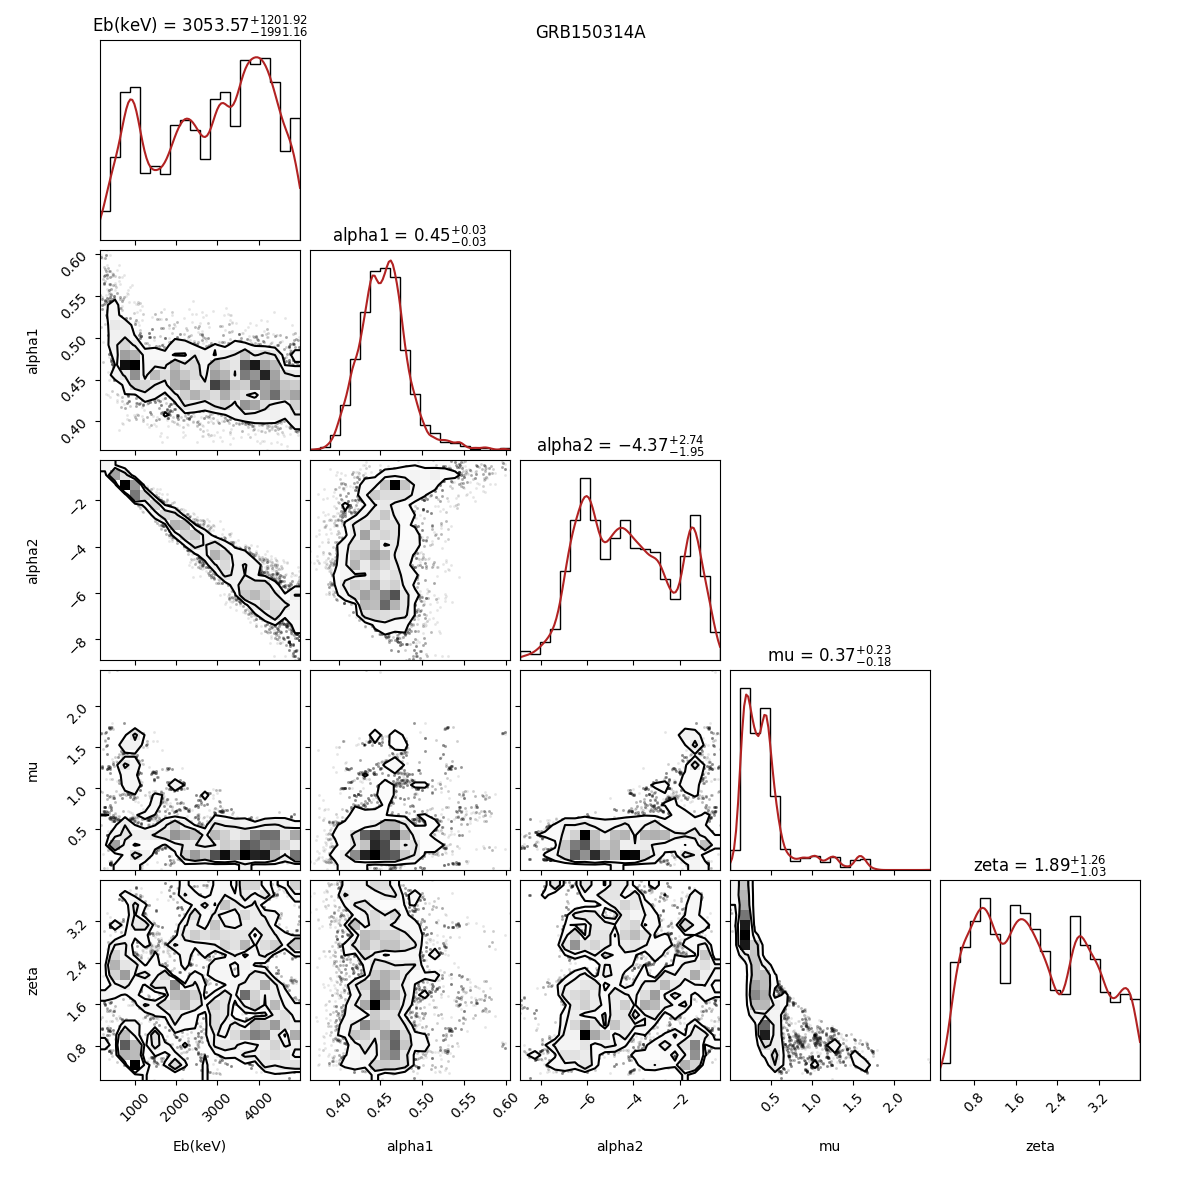 GRB150314A
Eb(keV) = 3053.57+1201.92−1991.16
alpha1 = 0.45+0.03−0.03
alpha1
0.60
0.55
0.50
0.45
0.40
alpha2 = −4.37+2.74−1.95
alpha2
−2
−4
−6
−8
mu = 0.37+0.23−0.18
mu
2.0
1.5
1.0
0.5
zeta = 1.89+1.26−1.03
zeta
3.2
2.4
1.6
0.8
1000 2000 3000 4000
0.40 0.45 0.50 0.55 0.60
−8 −6 −4 −2
0.5 1.0 1.5 2.0
0.8 1.6 2.4 3.2
Eb(keV) alpha1 alpha2 mu zeta